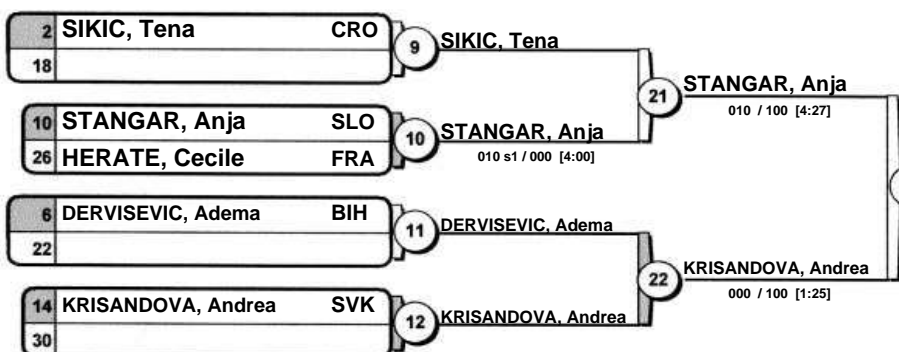 2 SIKIC, Tena CRO
18
9 SIKIC, Tena
10 STANGAR, Anja SLO
26 HERATE, Cecile FRA
10 STANGAR, Anja
010 s1 / 000 [4:00]
21 STANGAR, Anja
010 / 100 [4:27]
6 DERVISEVIC, Adema BIH
22
11 DERVISEVIC, Adema
14 KRISANDOVA, Andrea SVK
30
12 KRISANDOVA, Andrea
22 KRISANDOVA, Andrea
000 / 100 [1:25]